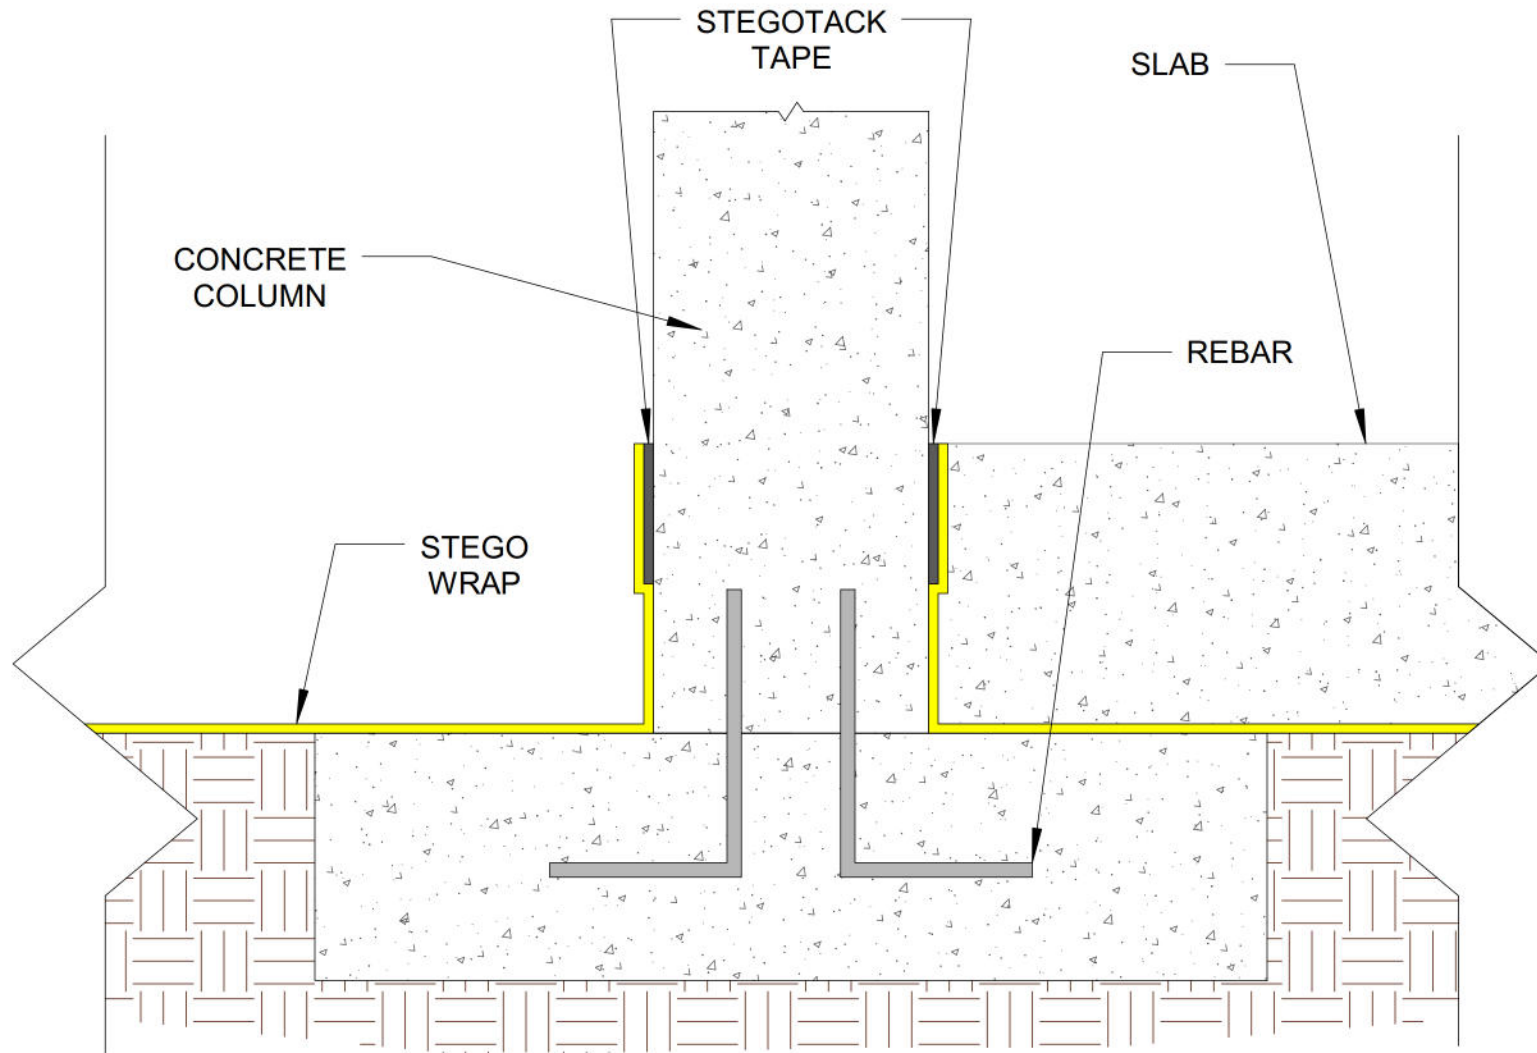 STEGOTACK
TAPE
SLAB
CONCRETE
COLUMN
REBAR
STEGO
WRAP